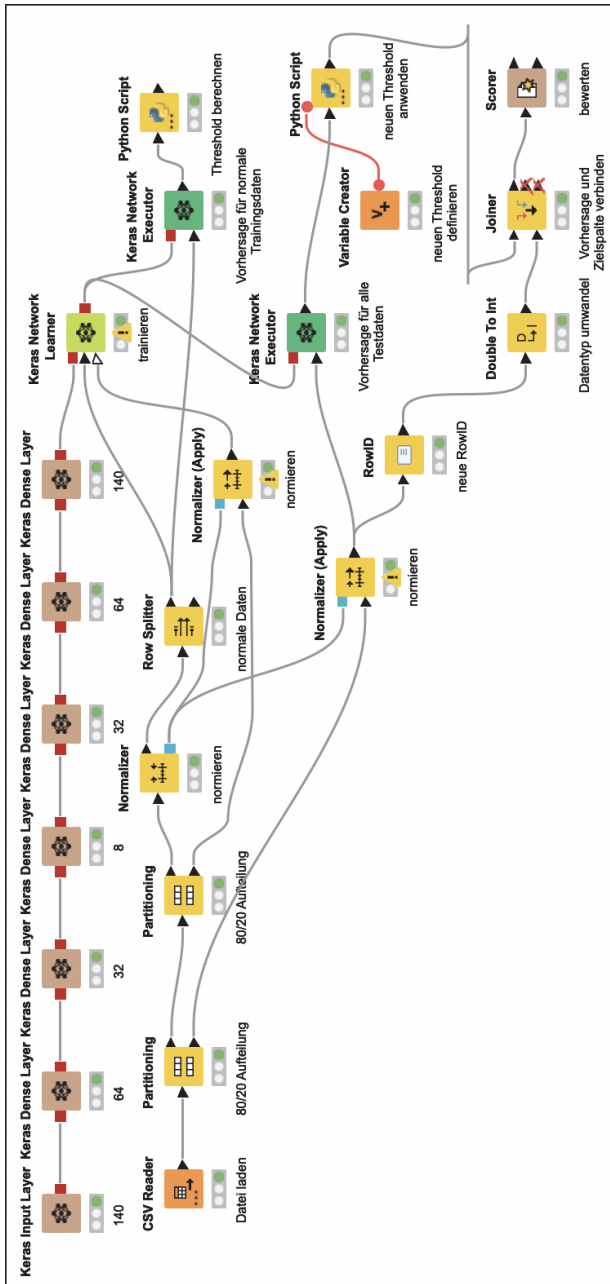 Keras Input Layer Keras Dense Layer Keras Dense Layer Keras Dense Layer Keras Dense Layer Keras Dense Layer Keras Dense Layer
Keras Network
Learner
140
64
32
8
32
64
140
trainieren
Python Script
Threshold berechnen
Keras Network
Executor
Vorhersage für normale
Trainingsdaten
CSV Reader
Datei laden
Partitioning
80/20 Aufteilung
Partitioning
80/20 Aufteilung
Normalizer
normieren
Row Splitter
normale Daten
Normalizer (Apply)
normieren
Keras Network
Executor
Vorhersage für alle
Testdaten
Python Script
neuen Threshold
anwenden
Variable Creator
V+
neuen Threshold
definieren
Normalizer (Apply)
normieren
RowID
neue RowID
Double To Int
D
I
Datentyp umwandel
Joiner
Vorhersage und
Zielspalte verbinden
Scorer
bewerten